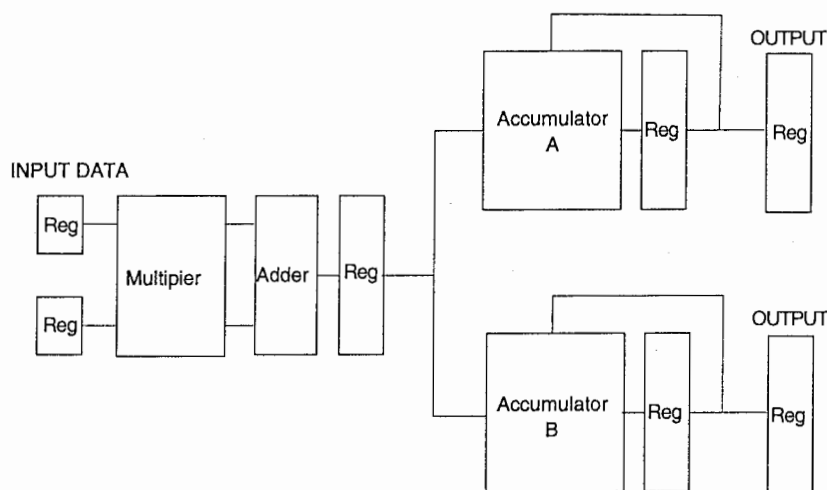 OUTPUT
Accumulator
A
Reg
Reg
INPUT DATA
Reg
Multipier
Adder
Reg
Reg
OUTPUT
Accumulator
B
Reg
Reg